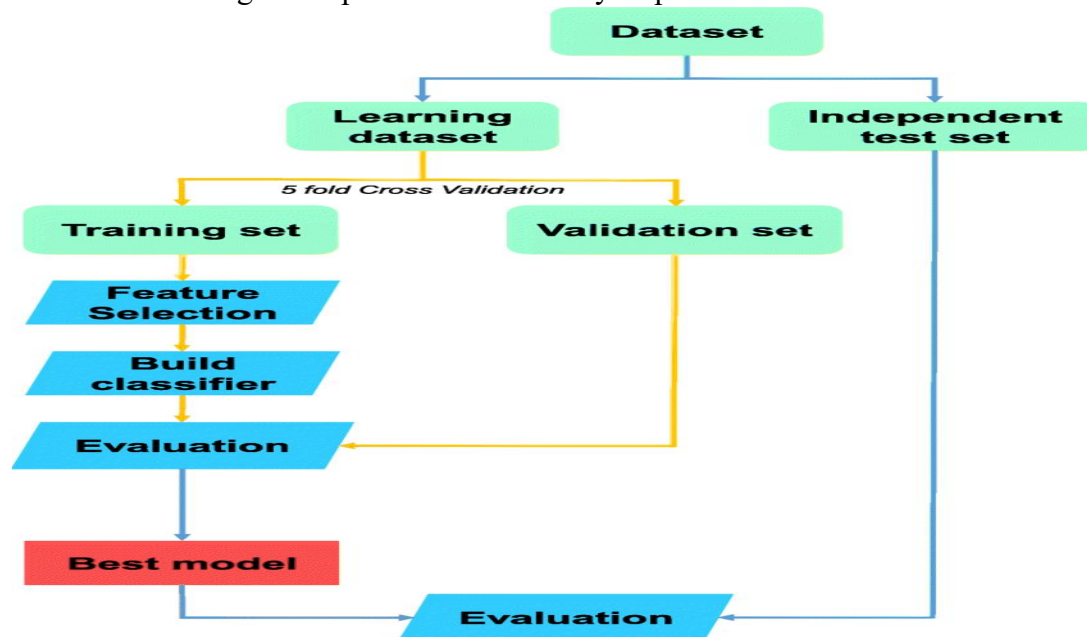 Dataset
Learning
dataset
Independent
test set
5 fold Cross Validation
Training set
Validation set
Feature
Selection
Build
classifier
Evaluation
Best model
Evaluation